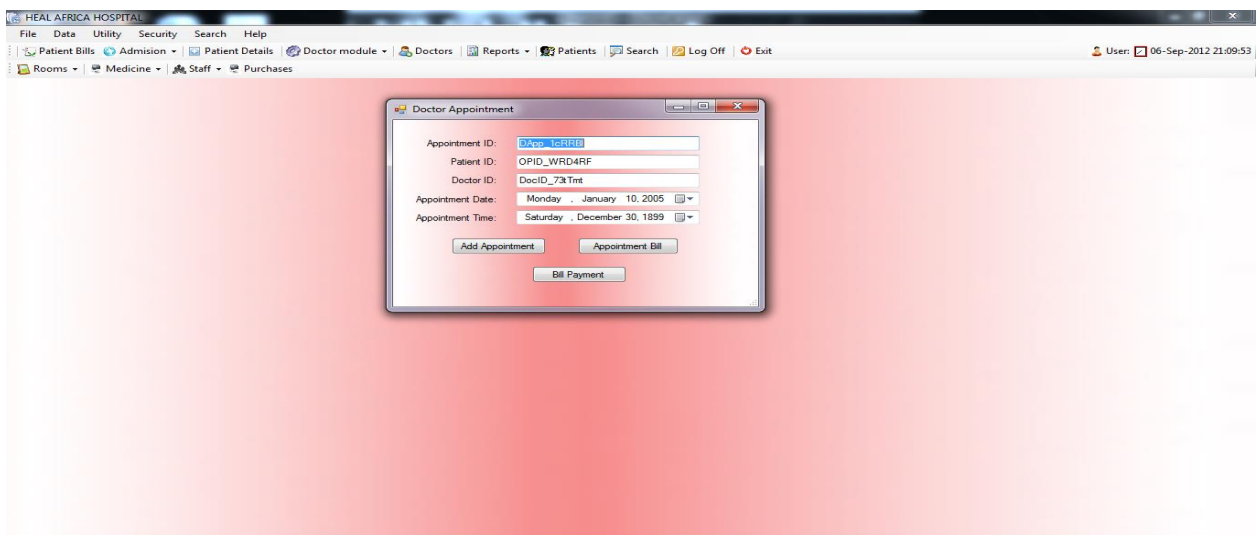 HEAL AFRICA HOSPITAL
File Data Utility Security Search Help
Patient Bills Admision Patient Details Doctor module Doctors Reports Patients Search Log Off Exit User: 06-Sep-2012 21:09:53
Rooms Medicine Staff Purchases
Doctor Appointment
Appointment ID: DApp_1cRRBl
Patient ID: OPID_WRD4RF
Doctor ID: DocID_73tTmt
Appointment Date: Monday , January 10, 2005
Appointment Time: Saturday , December 30, 1899
Add Appointment Appointment Bill
Bill Payment